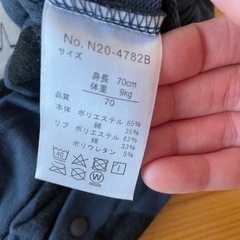 No. N20-4782B
サイズ
身長 70cm
体重 9kg
品質 70
本体 ポリエステル 65%
綿 35%
リブ ポリエステル 62%
綿 33%
ポリウレタン 5%